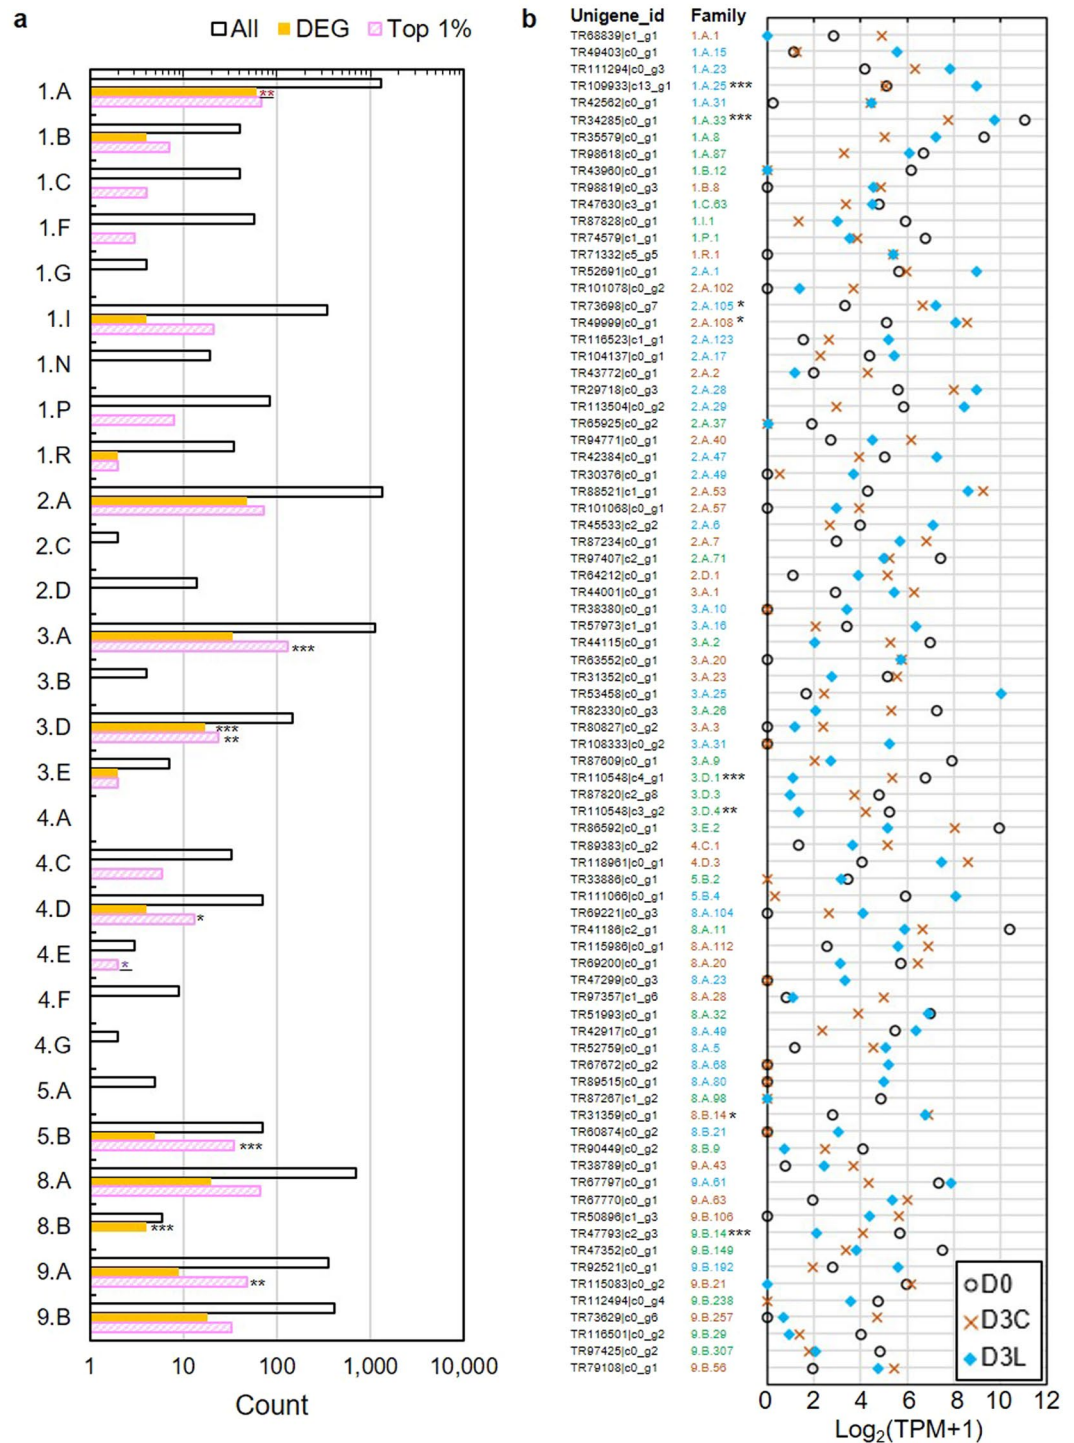 a
All DEG Top 1%
1.A
**
1.B
1.C
1.F
1.G
1.I
1.N
1.P
1.R
2.A
2.C
2.D
3.A
***
3.B
3.D
***
**
3.E
4.A
4.C
4.D
*
4.E
*
4.F
4.G
5.A
5.B
***
8.A
8.B
***
9.A
**
9.B
1 10 100 1,000 10,000
Count
b
Unigene_id Family
TR68839|c1_g1 1.A.1
TR49403|c0_g1 1.A.15
TR111294|c0_g3 1.A.23
TR109933|c13_g1 1.A.25 ***
TR42562|c0_g1 1.A.31
TR34285|c0_g1 1.A.33 ***
TR35579|c0_g1 1.A.8
TR98618|c0_g1 1.A.87
TR43960|c0_g1 1.B.12
TR98819|c0_g3 1.B.8
TR47630|c3_g1 1.C.63
TR87828|c0_g1 1.I.1
TR74579|c1_g1 1.P.1
TR71332|c5_g5 1.R.1
TR52691|c0_g1 2.A.1
TR101078|c0_g2 2.A.102
TR73698|c0_g7 2.A.105 *
TR49999|c0_g1 2.A.108 *
TR116523|c1_g1 2.A.123
TR104137|c0_g1 2.A.17
TR43772|c0_g1 2.A.2
TR29718|c0_g3 2.A.28
TR113504|c0_g2 2.A.29
TR65925|c0_g2 2.A.37
TR94771|c0_g1 2.A.40
TR42384|c0_g1 2.A.47
TR30376|c0_g1 2.A.49
TR88521|c1_g1 2.A.53
TR101068|c0_g1 2.A.57
TR45533|c2_g2 2.A.6
TR87234|c0_g1 2.A.7
TR97407|c2_g1 2.A.71
TR64212|c0_g1 2.D.1
TR44001|c0_g1 3.A.1
TR38380|c0_g1 3.A.10
TR57973|c1_g1 3.A.16
TR44115|c0_g1 3.A.2
TR63552|c0_g1 3.A.20
TR31352|c0_g1 3.A.23
TR53458|c0_g1 3.A.25
TR82330|c0_g3 3.A.26
TR80827|c0_g2 3.A.3
TR108333|c0_g2 3.A.31
TR87609|c0_g1 3.A.9
TR110548|c4_g1 3.D.1 ***
TR87820|c2_g8 3.D.3
TR110548|c3_g2 3.D.4 **
TR86592|c0_g1 3.E.2
TR89383|c0_g2 4.C.1
TR118961|c0_g1 4.D.3
TR33886|c0_g1 5.B.2
TR111066|c0_g1 5.B.4
TR69221|c0_g3 8.A.104
TR41186|c2_g1 8.A.11
TR115986|c0_g1 8.A.112
TR69200|c0_g1 8.A.20
TR47299|c0_g3 8.A.23
TR97357|c1_g6 8.A.28
TR51993|c0_g1 8.A.32
TR42917|c0_g1 8.A.49
TR52759|c0_g1 8.A.5
TR67672|c0_g2 8.A.68
TR89515|c0_g1 8.A.80
TR87267|c1_g2 8.A.98
TR31359|c0_g1 8.B.14 *
TR60874|c0_g2 8.B.21
TR90449|c0_g2 8.B.9
TR38789|c0_g1 9.A.43
TR67797|c0_g1 9.A.61
TR67770|c0_g1 9.A.63
TR50896|c1_g3 9.B.106
TR47793|c2_g3 9.B.14 ***
TR47352|c0_g1 9.B.149
TR92521|c0_g1 9.B.192
TR115083|c0_g2 9.B.21
TR112494|c0_g4 9.B.238
TR73629|c0_g6 9.B.257
TR116501|c0_g2 9.B.29
TR97425|c0_g2 9.B.307
TR79108|c0_g1 9.B.56
D0
D3C
D3L
0 2 4 6 8 10 12
Log2(TPM+1)